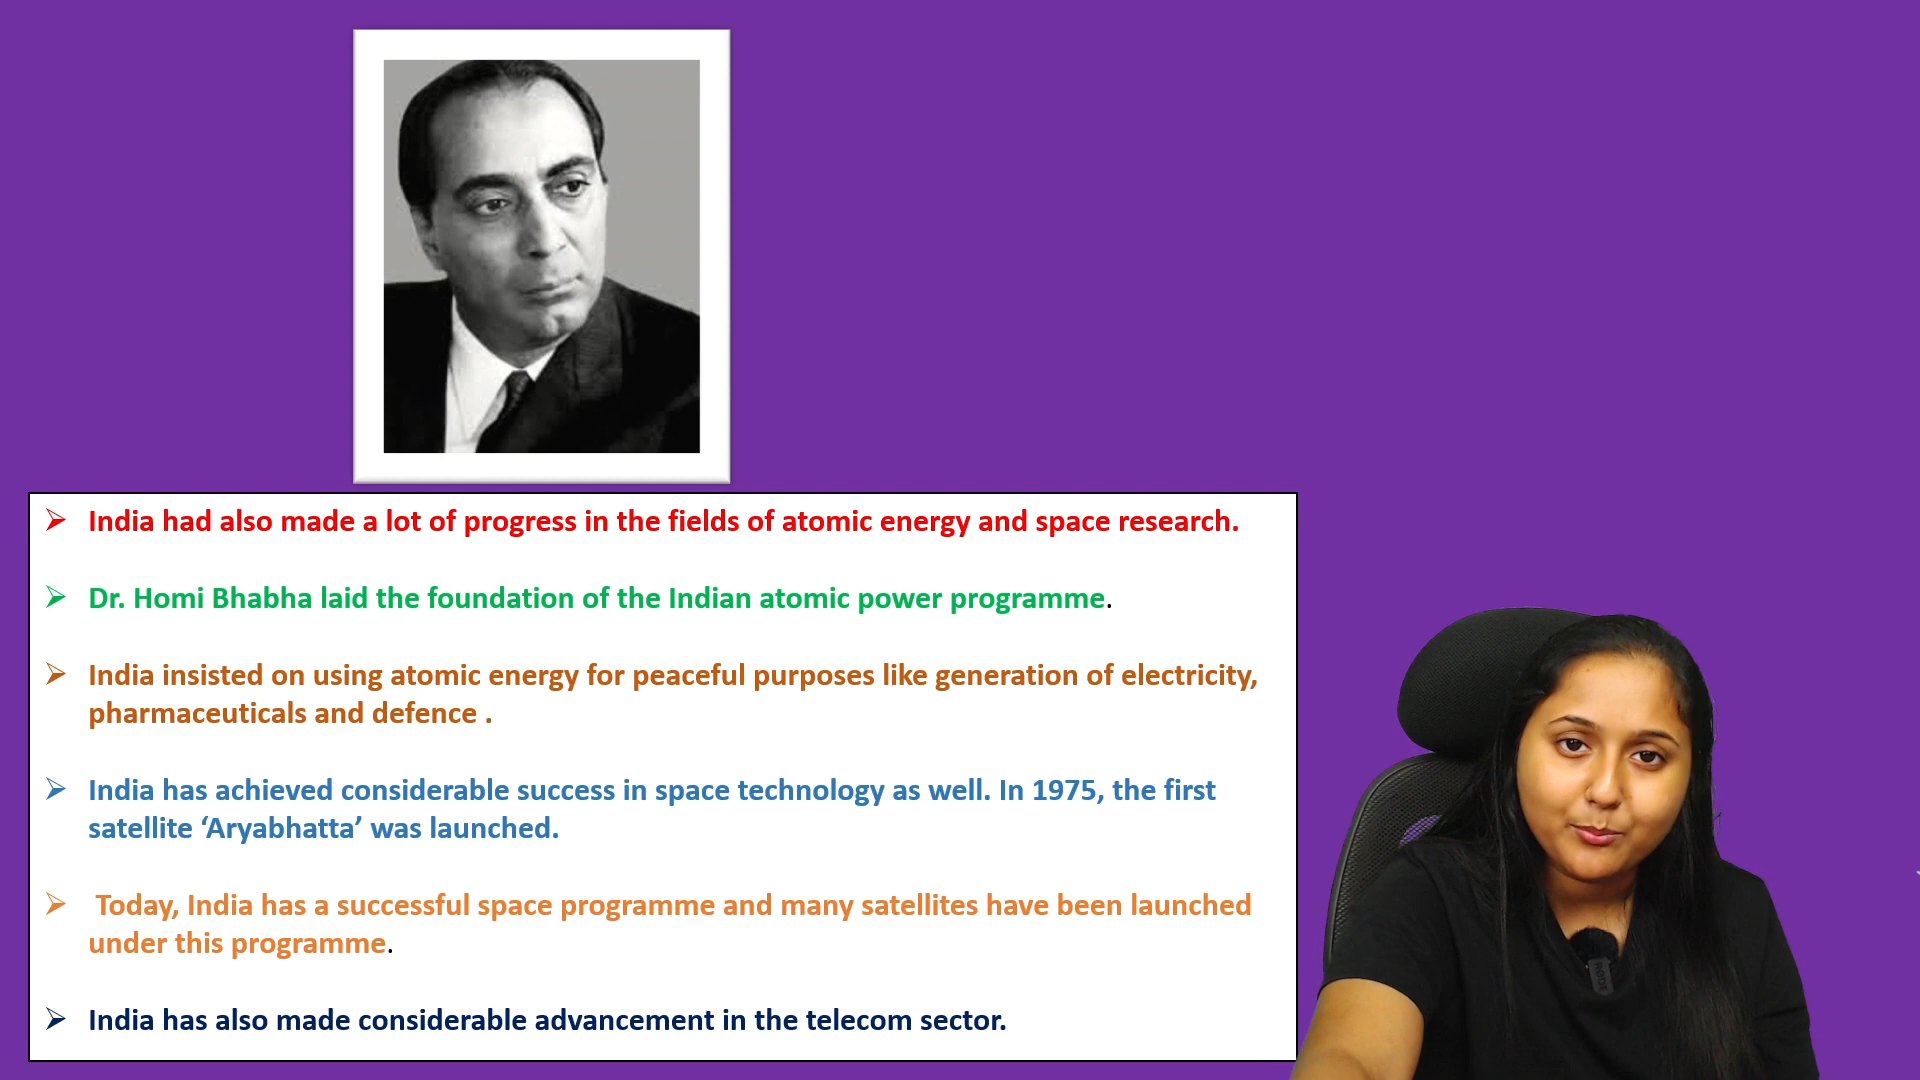 India had also made a lot of progress in the fields of atomic energy and space research.
Dr. Homi Bhabha laid the foundation of the Indian atomic power programme.
India insisted on using atomic energy for peaceful purposes like generation of electricity,
pharmaceuticals and defence .
India has achieved considerable success in space technology as well. In 1975, the first
satellite ‘Aryabhatta’ was launched.
Today, India has a successful space programme and many satellites have been launched
under this programme.
India has also made considerable advancement in the telecom sector.